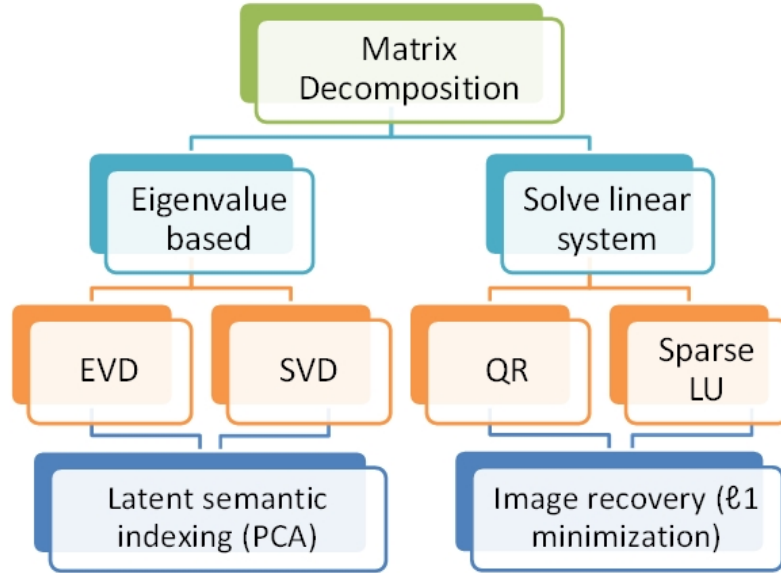 Matrix
Decomposition
Eigenvalue
based
Solve linear
system
EVD
SVD
QR
Sparse
LU
Latent semantic
indexing (PCA)
Image recovery (ℓ1
minimization)